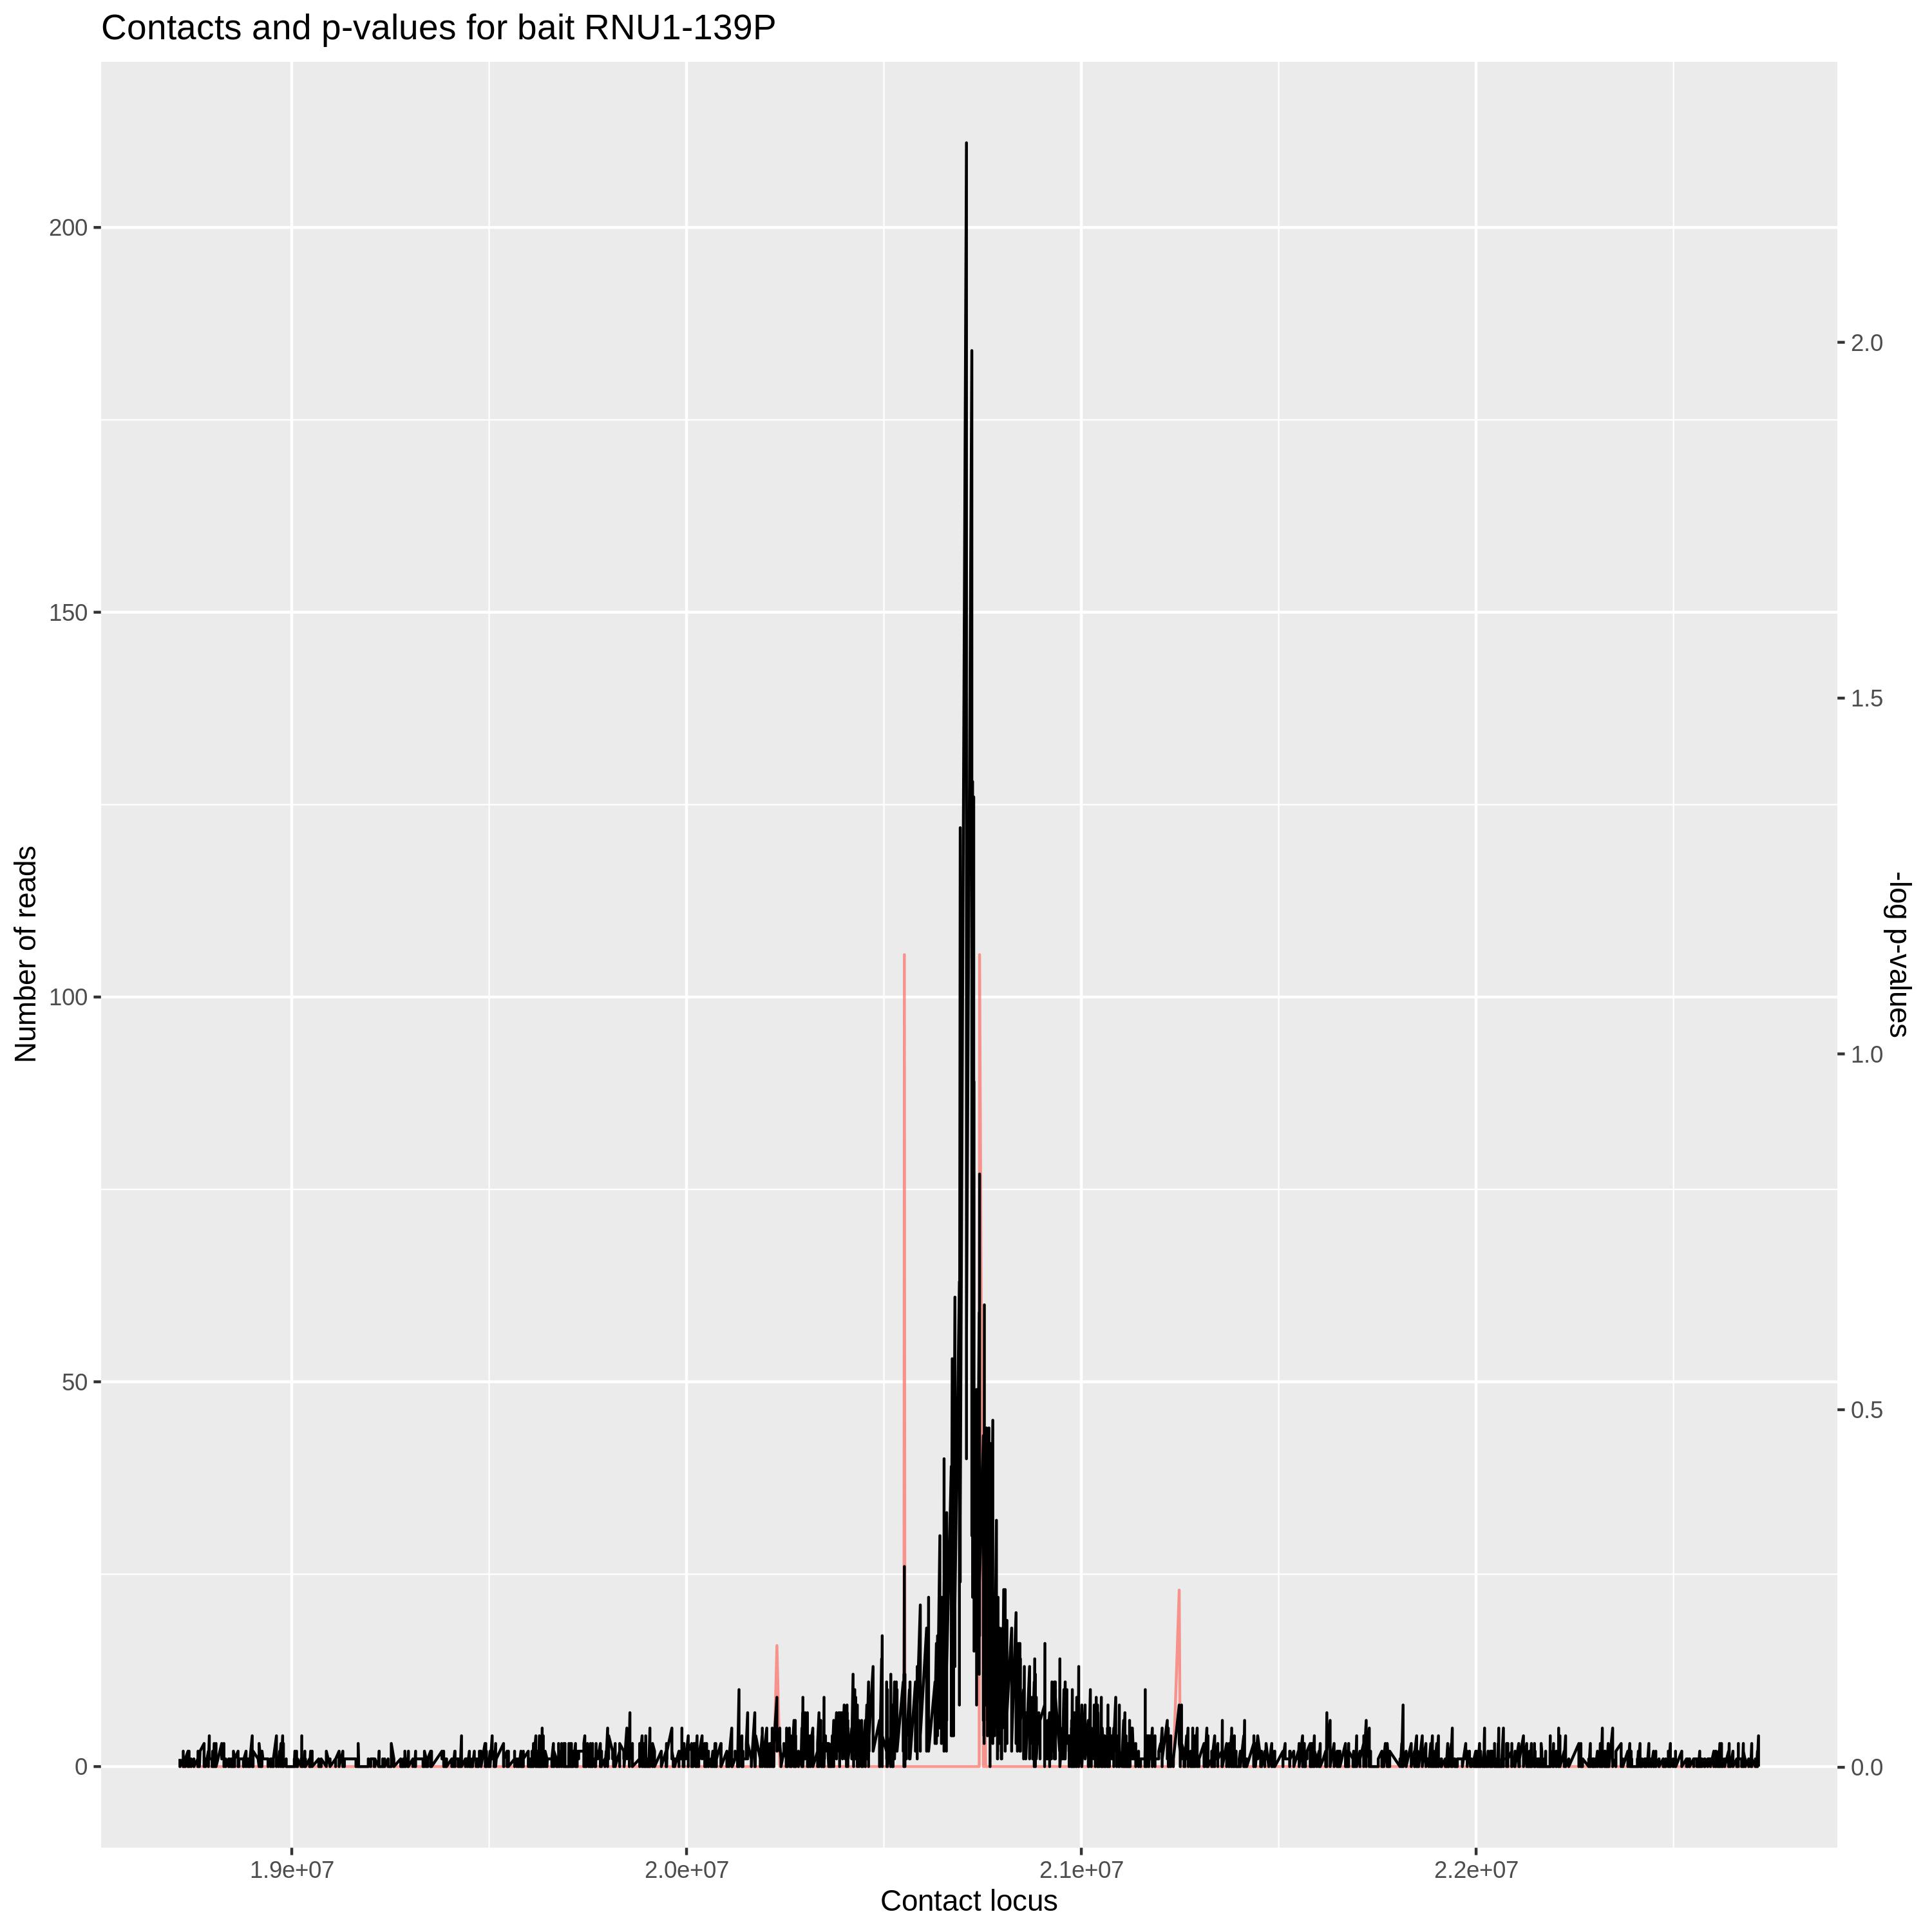 Contacts and p-values for bait RNU1-139P
200
150
100
50
0
Number of reads
2.0
1.5
1.0
0.5
0.0
-log p-values
1.9e+07
2.0e+07
2.1e+07
2.2e+07
Contact locus